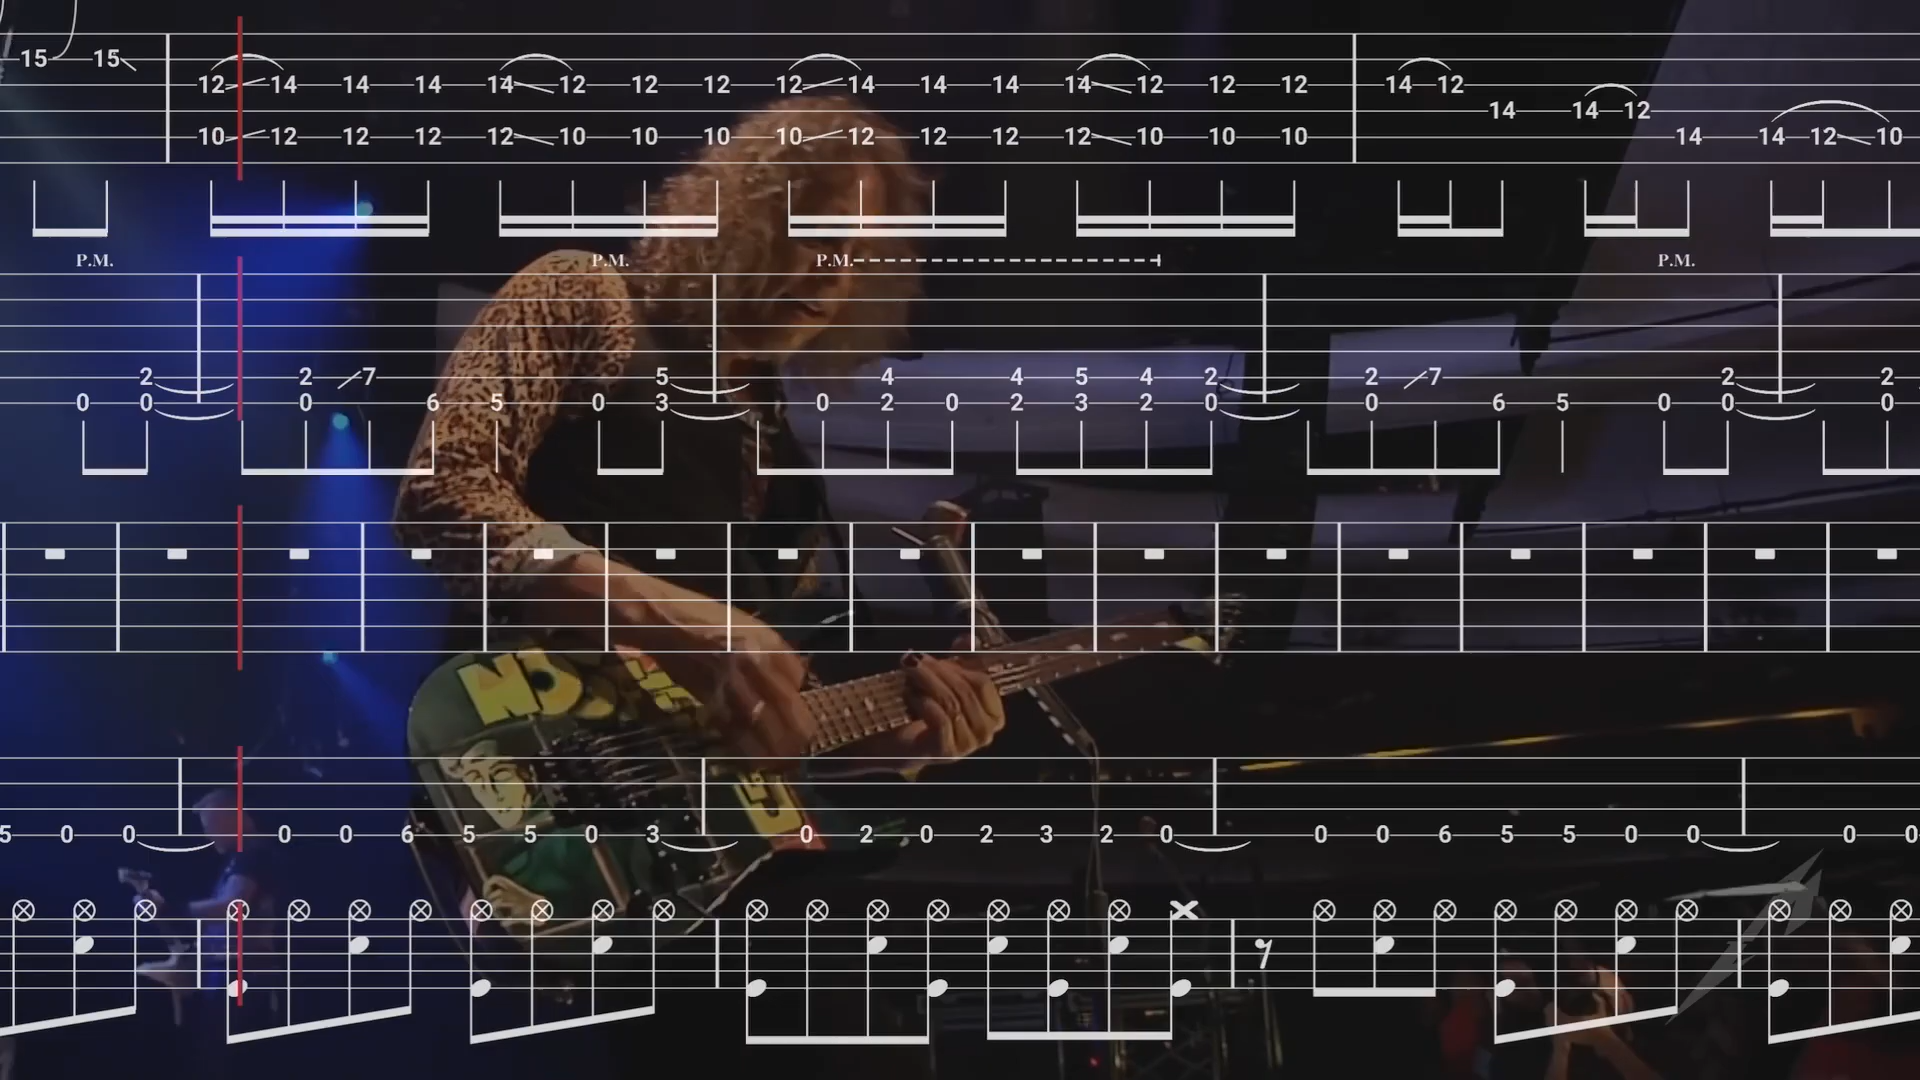 15 15
12 14 14 14 14 12 12 12 12 14 14 14 14 12 12 12 14 12
14 14 12
10 12 12 12 12 10 10 10 10 12 12 12 12 10 10 10 14 14 12 10
P.M. P.M. P.M. P.M.
2 2 7 5 4 4 5 4 2 2 7 2 2
0 0 0 6 5 0 3 0 2 0 2 3 2 0 0 6 5 0 0 0
5 0 0 0 0 6 5 5 0 3 0 2 0 2 3 2 0 0 0 6 5 5 0 0 0 0